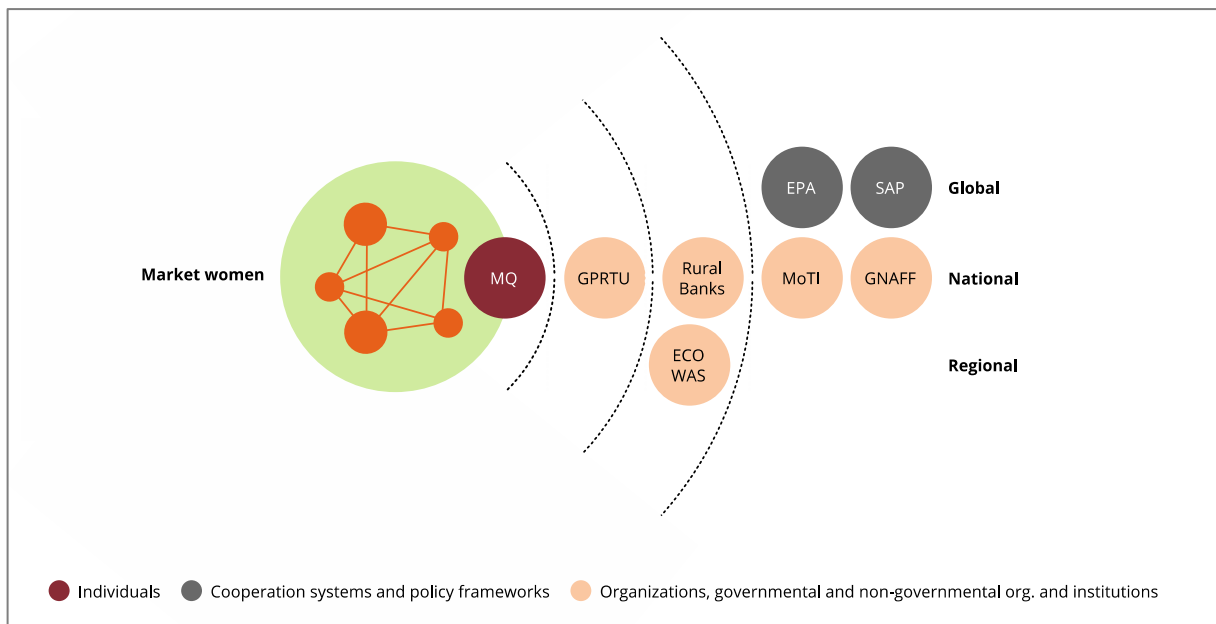 EPA
SAP
Global
Market women
MQ
GPRTU
Rural
Banks
MoTI
GNAFF
National
ECO
WAS
Regional
Individuals
Cooperation systems and policy frameworks
Organizations, governmental and non-governmental org. and institutions